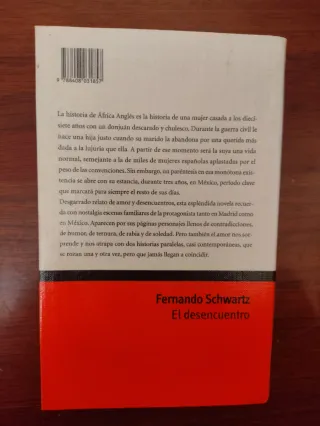 La historia de África Anglés es la historia de una mujer casada a los dieci-
siete años con un donjuán descarado y chulesco. Durante la guerra civil le
nace una hija justo cuando su marido la abandona por una querida más
dada a la lujuria que ella. A partir de ese momento será la suya una vida
normal, semejante a la de miles de mujeres españolas aplastadas por el
peso de las convenciones. Sin embargo, un paréntesis en esa monótona exis-
tencia se abre con su estancia, durante tres años, en México, período clave
que marcará para siempre el resto de sus días.
Desgarrado relato de amor y desencuentros, esta espléndida novela recuer-
da con nostalgia escenas familiares de la protagonista tanto en Madrid como
en México. Aparecen por sus páginas personajes llenos de contradicciones,
de humor, de ternura, de rabia y de soledad. Pero también el amor nos sor-
prende y nos atrapa con dos historias paralelas, casi contemporáneas, que
se miran una y otra vez, pero que jamás llegan a coincidir.
Fernando Schwartz
El desencuentro